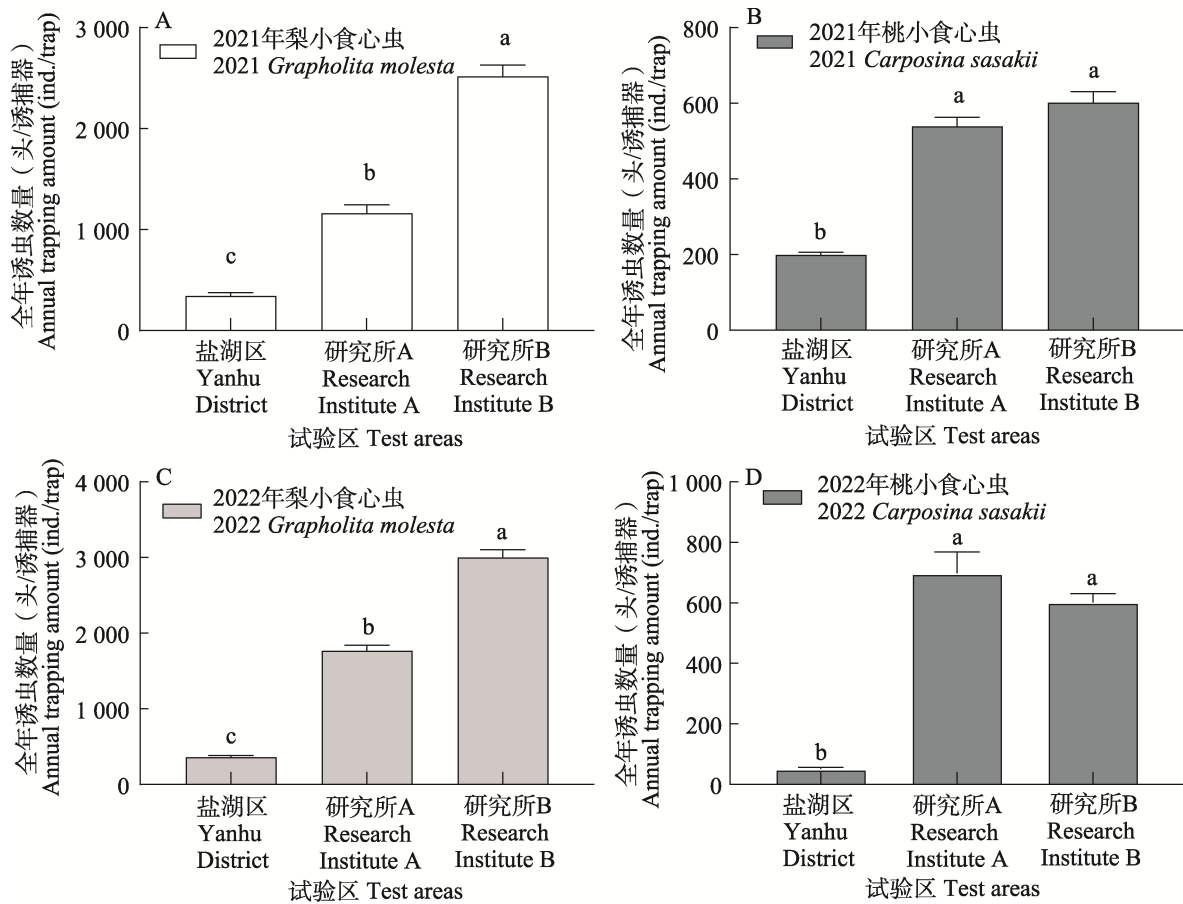 A
2021年梨小食心虫
2021 Grapholita molesta
全年诱虫数量（头/诱捕器）
Annual trapping amount (ind./trap)
3 000
2 000
1 000
0
c
b
a
盐湖区
Yanhu
District
研究所A
Research
Institute A
研究所B
Research
Institute B
试验区 Test areas
B
2021年桃小食心虫
2021 Carposina sasakii
全年诱虫数量（头/诱捕器）
Annual trapping amount (ind./trap)
800
600
400
200
0
b
a
a
盐湖区
Yanhu
District
研究所A
Research
Institute A
研究所B
Research
Institute B
试验区 Test areas
C
2022年梨小食心虫
2022 Grapholita molesta
全年诱虫数量（头/诱捕器）
Annual trapping amount (ind./trap)
4 000
3 000
2 000
1 000
0
c
b
a
盐湖区
Yanhu
District
研究所A
Research
Institute A
研究所B
Research
Institute B
试验区 Test areas
D
2022年桃小食心虫
2022 Carposina sasakii
全年诱虫数量（头/诱捕器）
Annual trapping amount (ind./trap)
1 000
800
600
400
200
0
b
a
a
盐湖区
Yanhu
District
研究所A
Research
Institute A
研究所B
Research
Institute B
试验区 Test areas